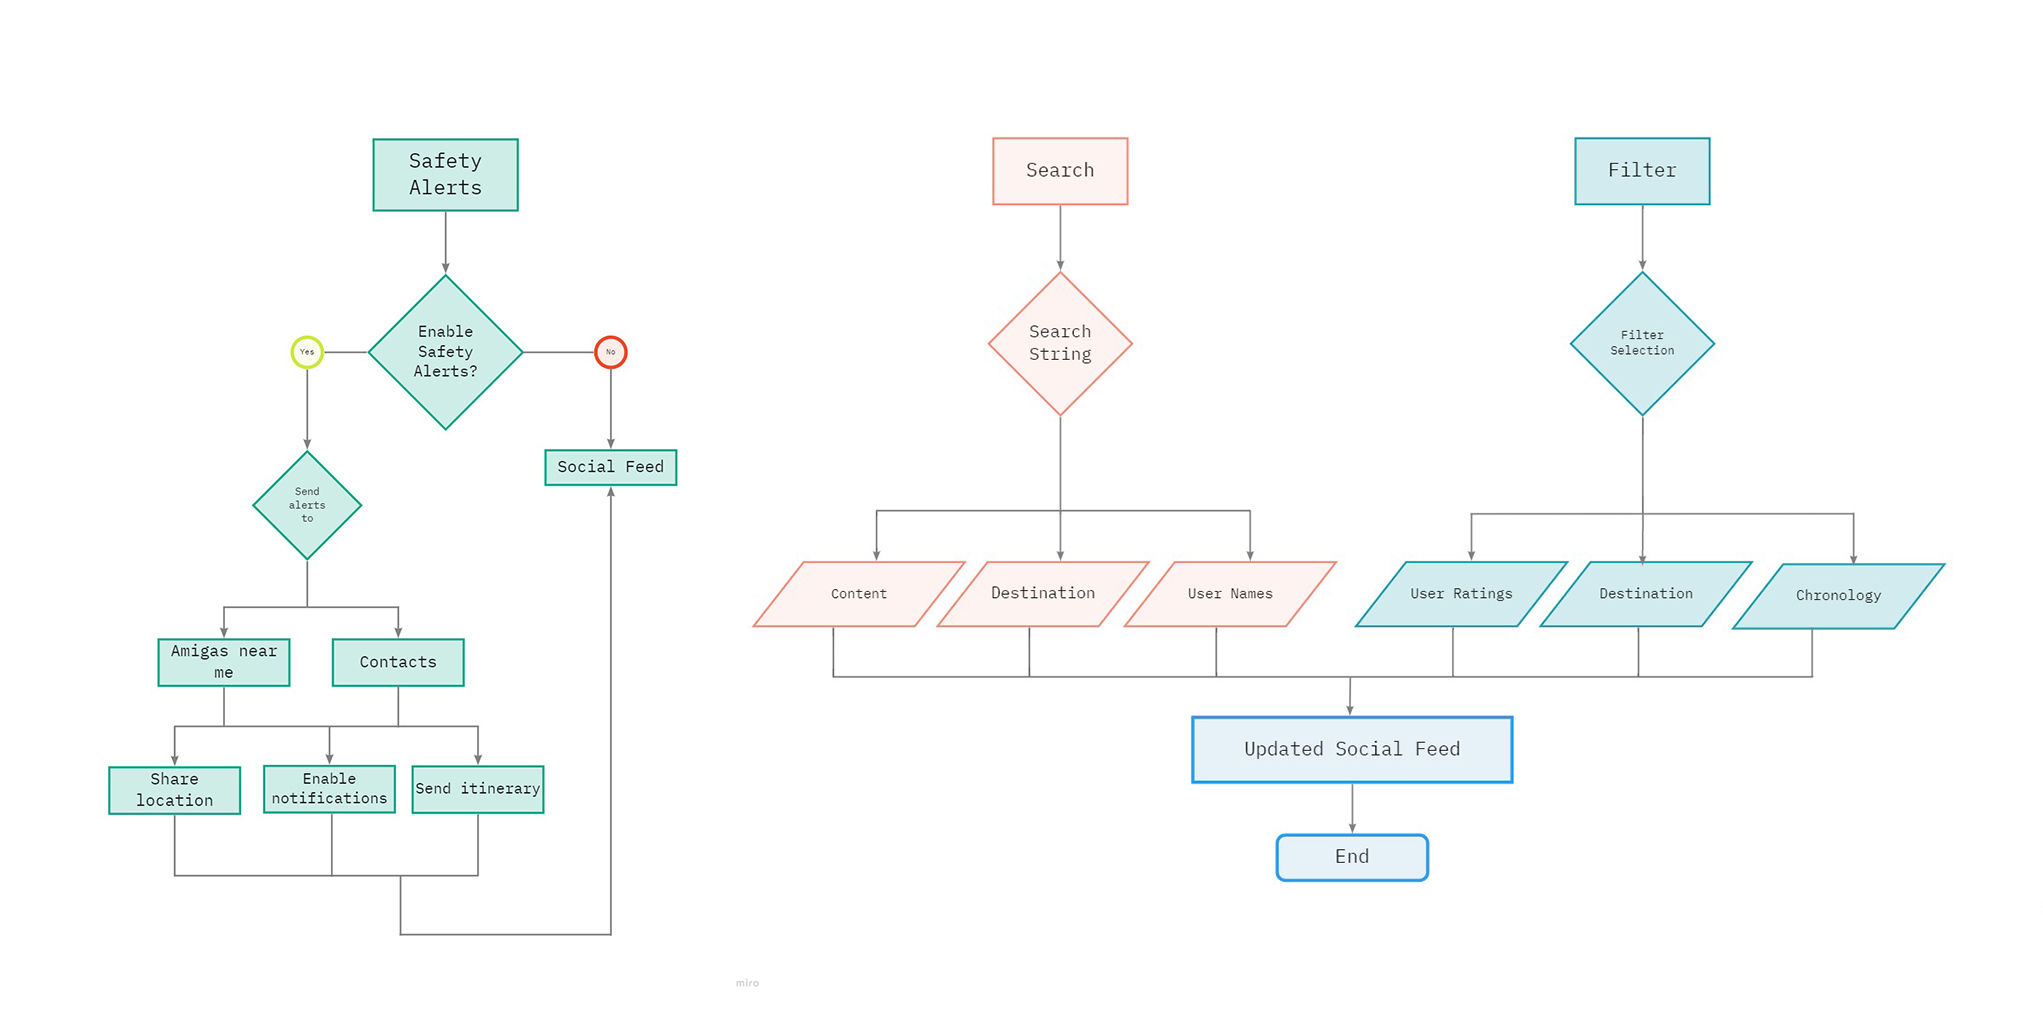 Safety
Alerts
Enable
Safety
Alerts?
Yes
No
Social Feed
Send
alerts
to
Amigas near
me
Contacts
Share
location
Enable
notifications
Send itinerary
Search
Search
String
Content
Destination
User Names
Filter
Filter
Selection
User Ratings
Destination
Chronology
Updated Social Feed
End
miro